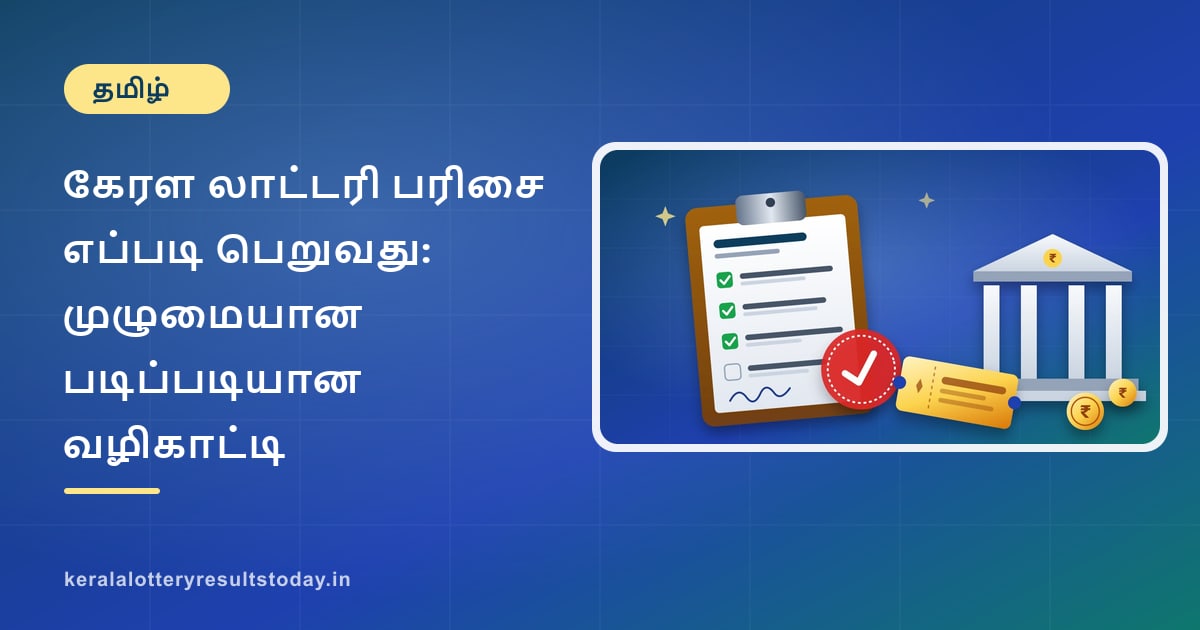 தமிழ்
கேரள லாட்டரி பரிசை
எப்படி பெறுவது:
முழுமையான
படிப்படியான
வழிகாட்டி
₹
₹
₹
keralalotteryresultstoday.in